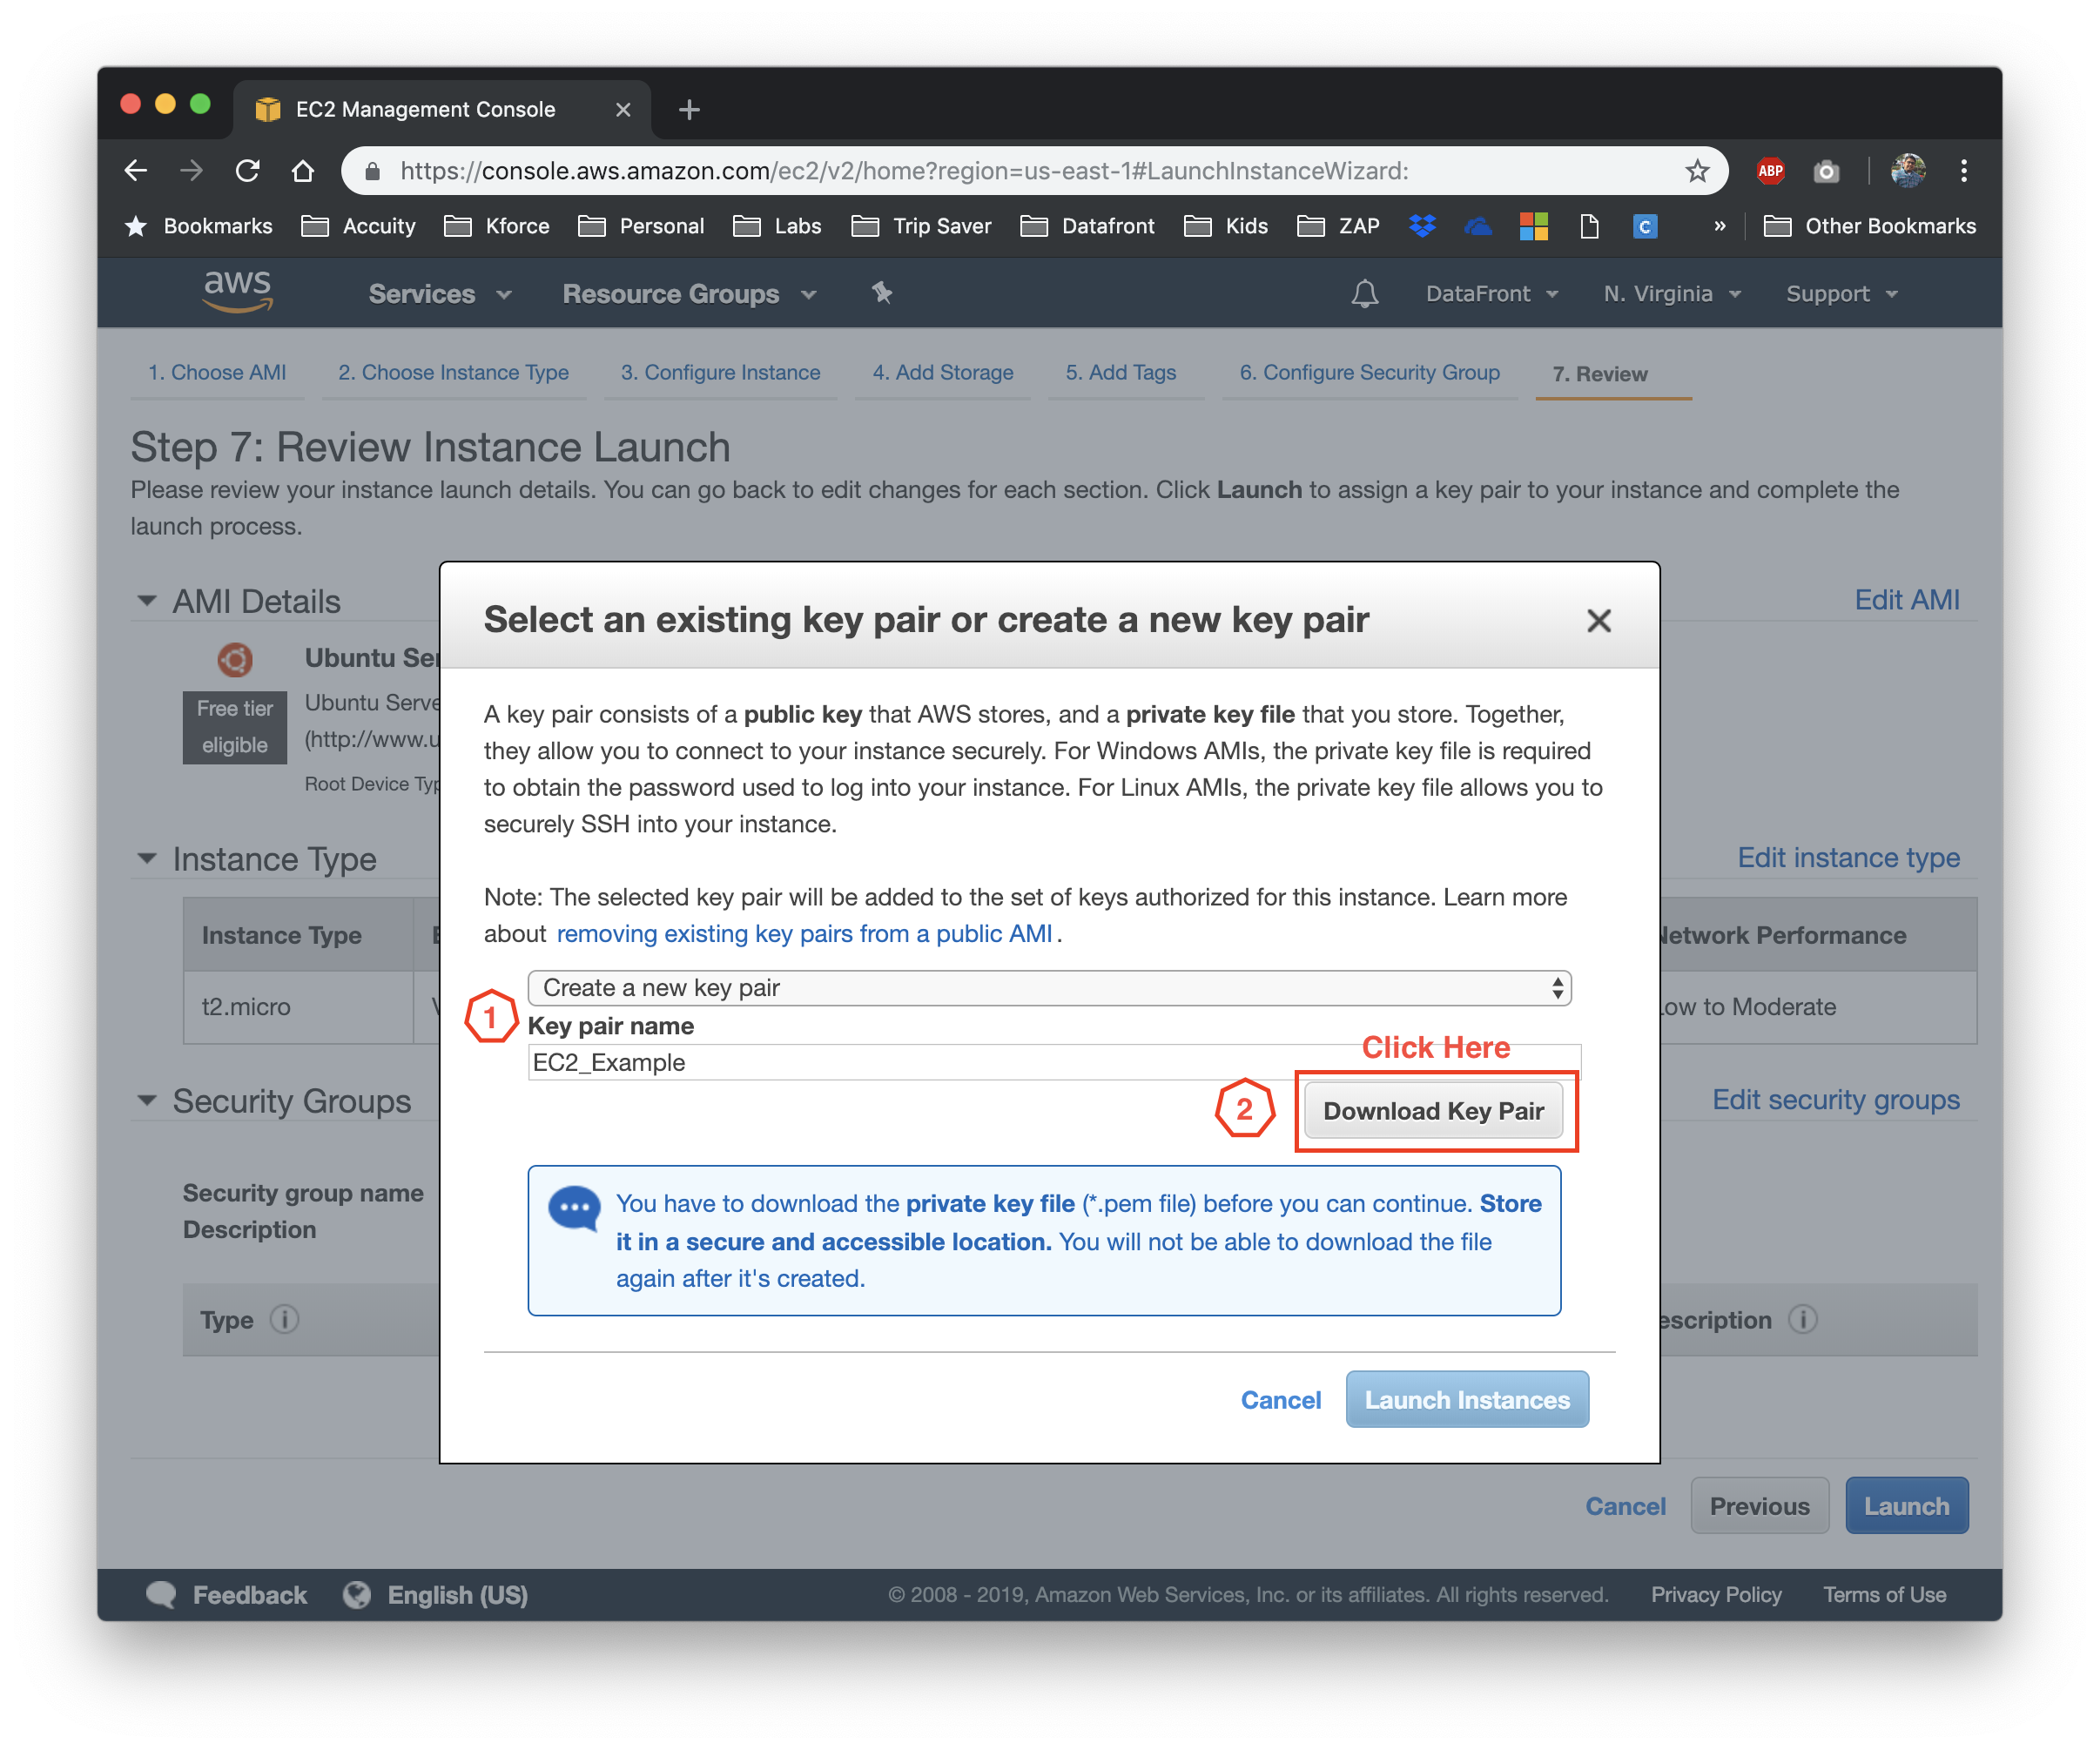 EC2 Management Console
https://console.aws.amazon.com/ec2/v2/home?region=us-east-1#LaunchInstanceWizard:
ABP
Bookmarks Accuity Kforce Personal Labs Trip Saver Datafront Kids ZAP C » Other Bookmarks
aws Services Resource Groups DataFront N. Virginia Support
1. Choose AMI 2. Choose Instance Type 3. Configure Instance 4. Add Storage 5. Add Tags 6. Configure Security Group 7. Review
Step 7: Review Instance Launch
Please review your instance launch details. You can go back to edit changes for each section. Click Launch to assign a key pair to your instance and complete the
launch process.
AMI Details
Edit AMI
Free tier
eligible
Ubuntu Ser
Ubuntu Serve
(http://www.u
Root Device Typ
Instance Type
Edit instance type
Instance Type
Network Performance
t2.micro
Low to Moderate
Security Groups
Edit security groups
Security group name
Description
Type
escription
Select an existing key pair or create a new key pair
A key pair consists of a public key that AWS stores, and a private key file that you store. Together,
they allow you to connect to your instance securely. For Windows AMIs, the private key file is required
to obtain the password used to log into your instance. For Linux AMIs, the private key file allows you to
securely SSH into your instance.
Note: The selected key pair will be added to the set of keys authorized for this instance. Learn more
about removing existing key pairs from a public AMI .
Create a new key pair
1
Key pair name
EC2_Example
Click Here
2
Download Key Pair
You have to download the private key file (*.pem file) before you can continue. Store
it in a secure and accessible location. You will not be able to download the file
again after it's created.
Cancel Launch Instances
Cancel Previous Launch
Feedback English (US) © 2008 - 2019, Amazon Web Services, Inc. or its affiliates. All rights reserved. Privacy Policy Terms of Use